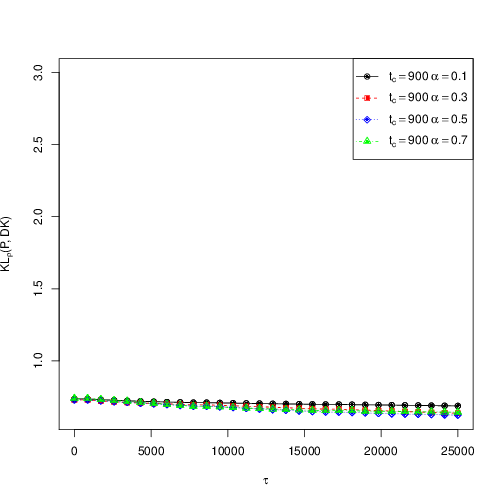 t_c = 900 α = 0.1
t_c = 900 α = 0.3
t_c = 900 α = 0.5
t_c = 900 α = 0.7
3.0
2.5
2.0
1.5
1.0
KL_p(P, DK)
0 5000 10000 15000 20000 25000
τ